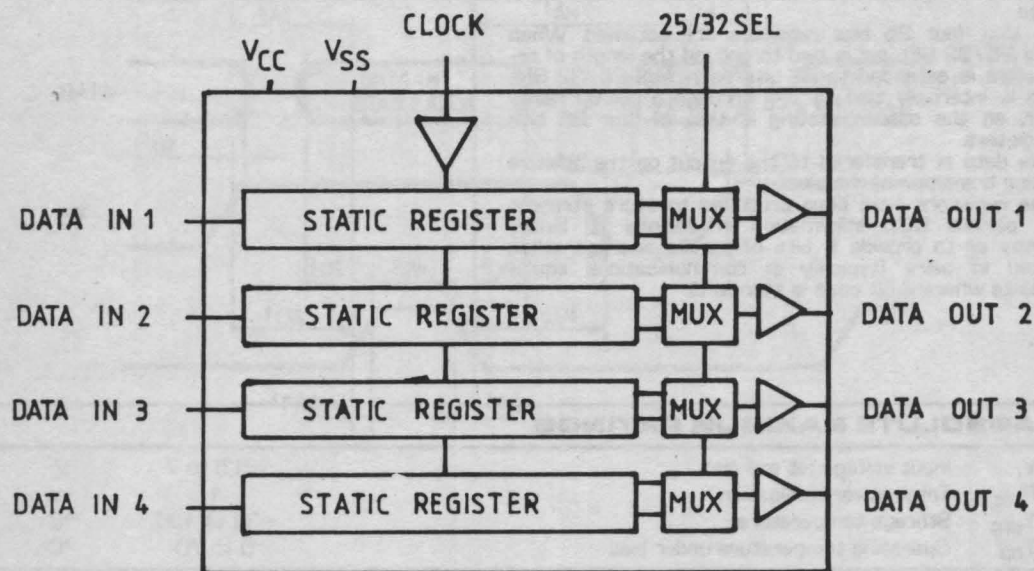 CLOCK
25/32 SEL
VCC
VSS
DATA IN 1
STATIC REGISTER
MUX
DATA OUT 1
DATA IN 2
STATIC REGISTER
MUX
DATA OUT 2
DATA IN 3
STATIC REGISTER
MUX
DATA OUT 3
DATA IN 4
STATIC REGISTER
MUX
DATA OUT 4